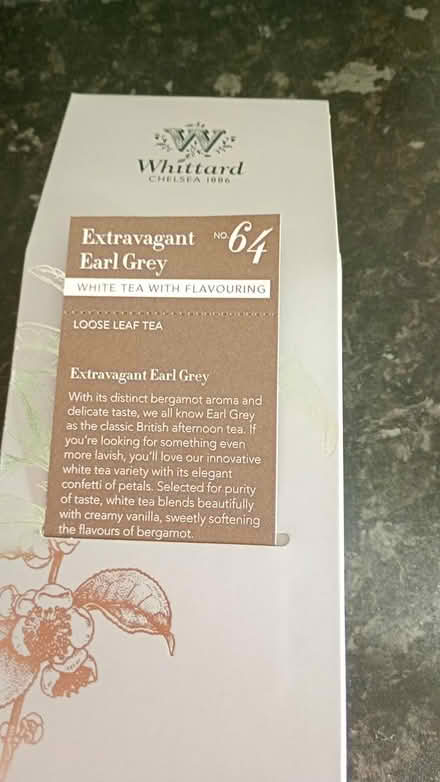 W
Whittard
CHELSEA 1886
Extravagant NO. 64
Earl Grey
WHITE TEA WITH FLAVOURING
LOOSE LEAF TEA
Extravagant Earl Grey
With its distinct bergamot aroma and
delicate taste, we all know Earl Grey
as the classic British afternoon tea. If
you're looking for something even
more lavish, you'll love our innovative
white tea variety with its elegant
confetti of petals. Selected for purity
of taste, white tea blends beautifully
with creamy vanilla, sweetly softening
the flavours of bergamot.